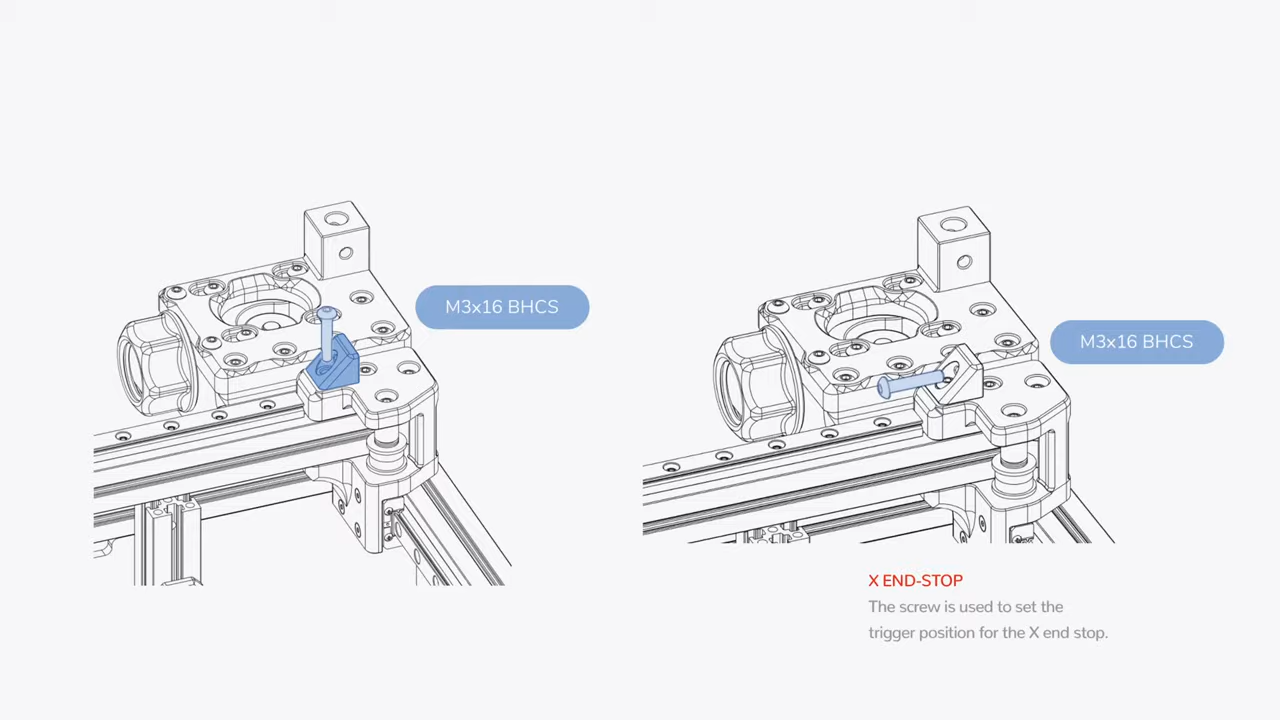 M3x16 BHCS
M3x16 BHCS
X END-STOP
The screw is used to set the
trigger position for the X end stop.